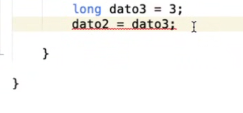 long dato3 = 3;
dato2 = dato3;
}
}